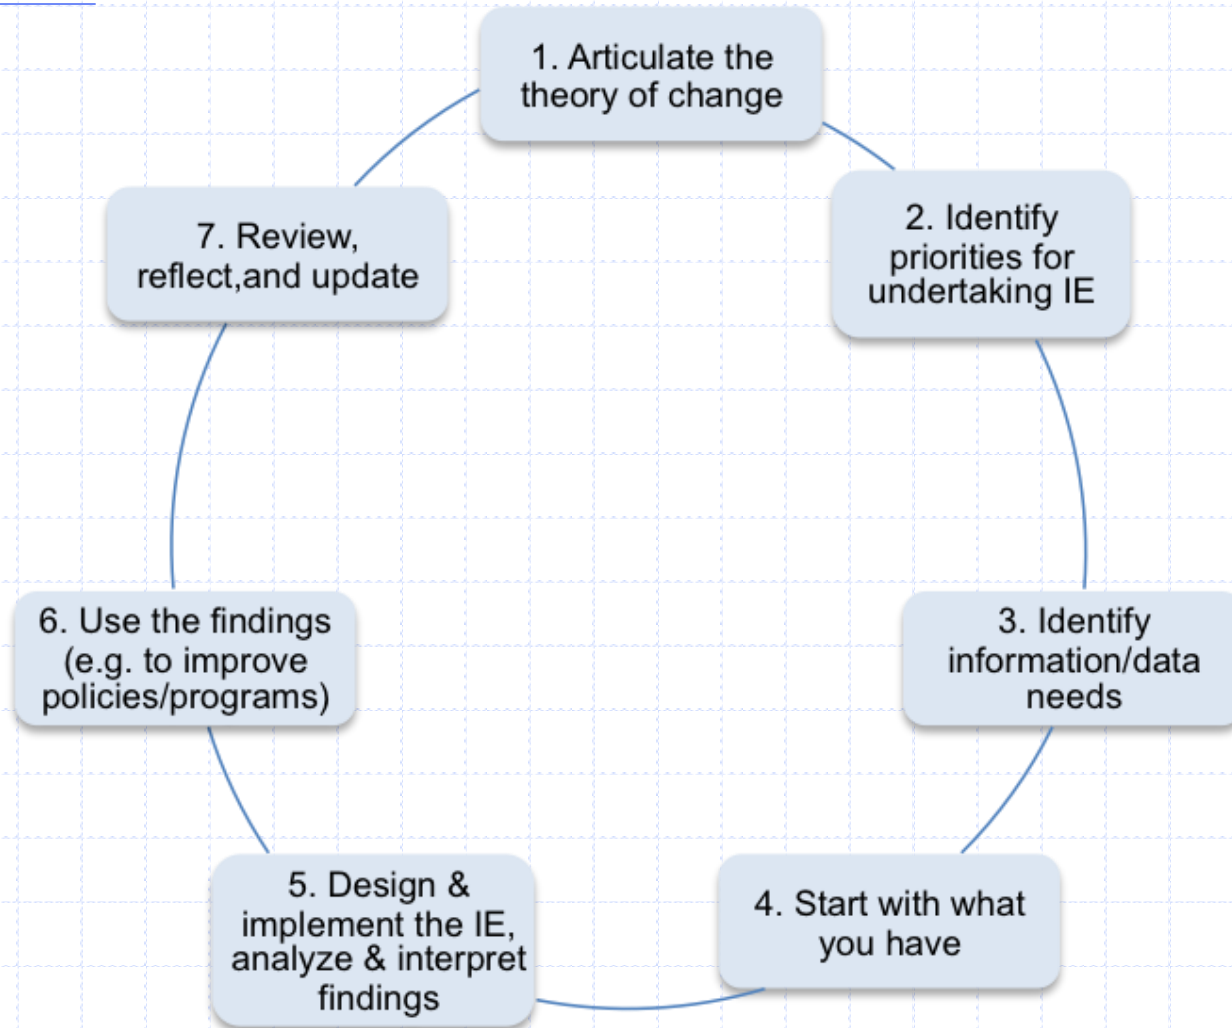 1. Articulate the
theory of change
2. Identify
priorities for
undertaking IE
3. Identify
information/data
needs
4. Start with what
you have
5. Design &
implement the IE,
analyze & interpret
findings
6. Use the findings
(e.g. to improve
policies/programs)
7. Review,
reflect,and update